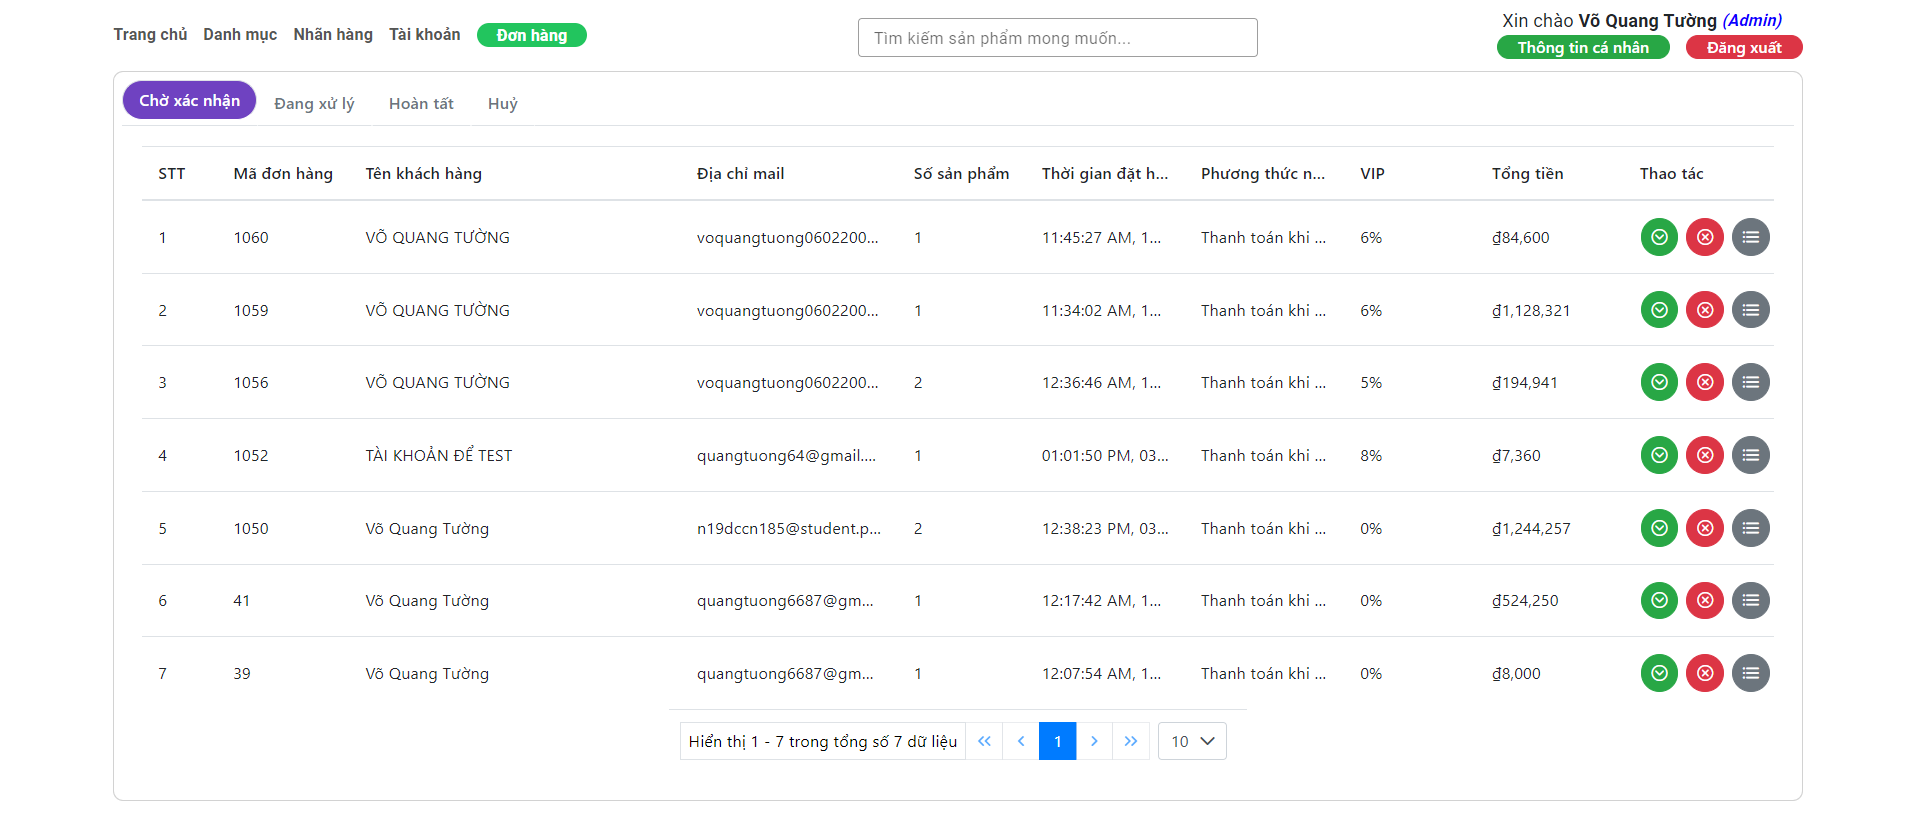 Trang chủ Danh mục Nhãn hàng Tài khoản Đơn hàng
Tìm kiếm sản phẩm mong muốn...
Xin chào Võ Quang Tường (Admin)
Thông tin cá nhân Đăng xuất
Chờ xác nhận Đang xử lý Hoàn tất Huỷ
STT Mã đơn hàng Tên khách hàng Địa chỉ mail Số sản phẩm Thời gian đặt h... Phương thức n... VIP Tổng tiền Thao tác
1 1060 VÕ QUANG TƯỜNG voquangtuong0602200... 1 11:45:27 AM, 1... Thanh toán khi ... 6% ₫84,600
2 1059 VÕ QUANG TƯỜNG voquangtuong0602200... 1 11:34:02 AM, 1... Thanh toán khi ... 6% ₫1,128,321
3 1056 VÕ QUANG TƯỜNG voquangtuong0602200... 2 12:36:46 AM, 1... Thanh toán khi ... 5% ₫194,941
4 1052 TÀI KHOẢN ĐỂ TEST quangtuong64@gmail.... 1 01:01:50 PM, 03... Thanh toán khi ... 8% ₫7,360
5 1050 Võ Quang Tường n19dccn185@student.p... 2 12:38:23 PM, 03... Thanh toán khi ... 0% ₫1,244,257
6 41 Võ Quang Tường quangtuong6687@gm... 1 12:17:42 AM, 1... Thanh toán khi ... 0% ₫524,250
7 39 Võ Quang Tường quangtuong6687@gm... 1 12:07:54 AM, 1... Thanh toán khi ... 0% ₫8,000
Hiển thị 1 - 7 trong tổng số 7 dữ liệu 1 10